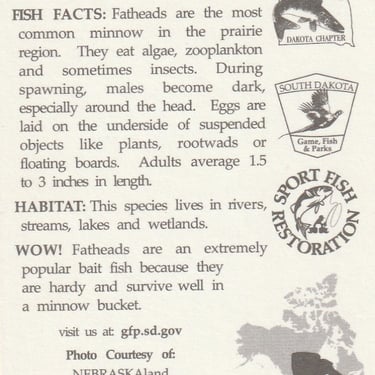 FISH FACTS: Fatheads are the most
common minnow in the prairie
region. They eat algae, zooplankton
and sometimes insects. During
spawning, males become dark,
especially around the head. Eggs are
laid on the underside of suspended
objects like plants, rootwads or
floating boards. Adults average 1.5
to 3 inches in length.
HABITAT: This species lives in rivers,
streams, lakes and wetlands.
WOW! Fatheads are an extremely
popular bait fish because they
are hardy and survive well in
a minnow bucket.
visit us at: gfp.sd.gov
Photo Courtesy of:
NEBRASKAland
DAKOTA CHAPTER
SOUTH DAKOTA
Game, Fish
& Parks
SPORT FISH
RESTORATION